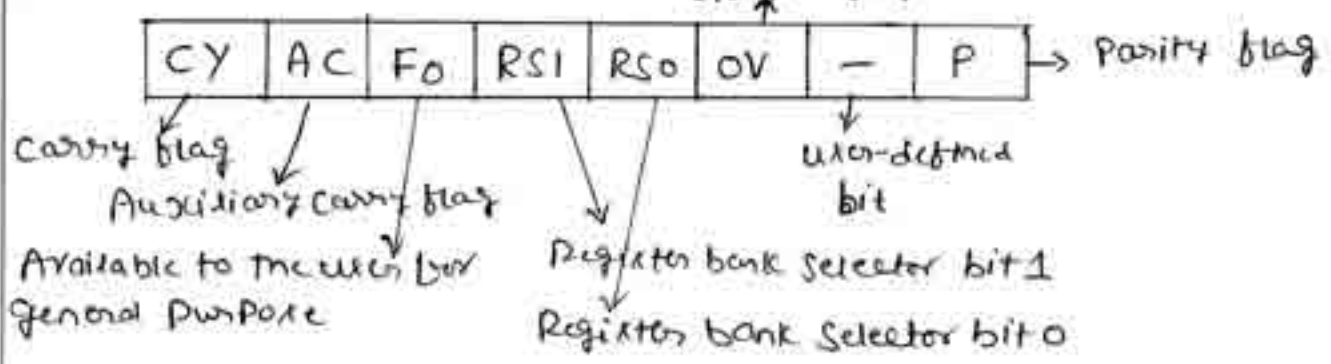 CY AC F0 RS1 RS0 OV — P → Parity flag
Carry flag
Auxiliary carry flag
user-defined bit
Available to the user for general purpose
Register bank selector bit 1
Register bank selector bit 0